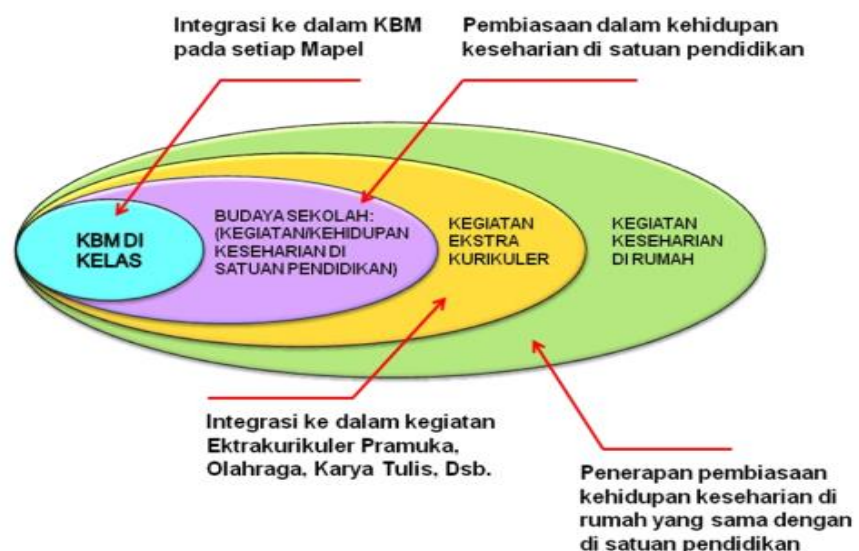 Integrasi ke dalam KBM
pada setiap Mapel
Pembiasaan dalam kehidupan
keseharian di satuan pendidikan
KBM DI
KELAS
BUDAYA SEKOLAH:
(KEGIATAN/KEHIDUPAN
KESEHARIAN DI
SATUAN PENDIDIKAN)
KEGIATAN
EKSTRA
KURIKULER
KEGIATAN
KESEHARIAN
DI RUMAH
Integrasi ke dalam kegiatan
Ektrakurikuler Pramuka,
Olahraga, Karya Tulis, Dsb.
Penerapan pembiasaan
kehidupan keseharian di
rumah yang sama dengan
di satuan pendidikan